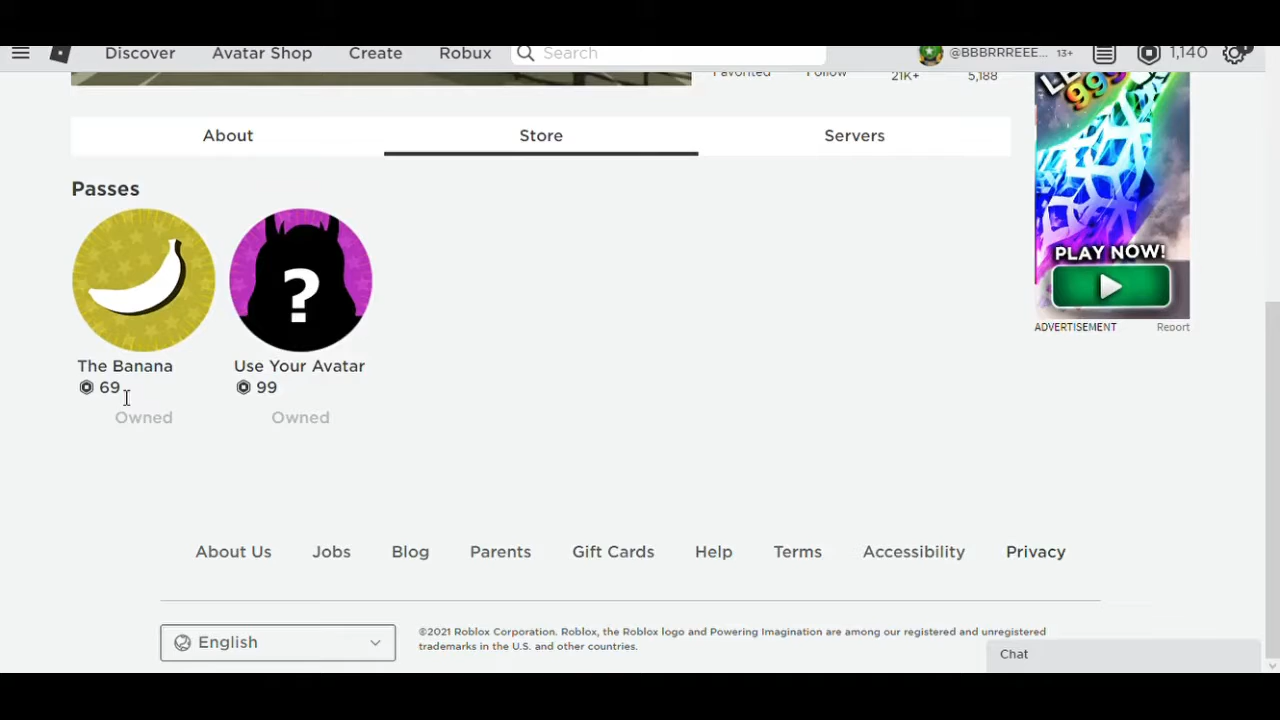 Discover Avatar Shop Create Robux Search @BBBRRREEE... 13+ 1,140
Favorited Follow 21K+ 5,188
999
About Store Servers
Passes
?
PLAY NOW!
ADVERTISEMENT Report
The Banana Use Your Avatar
69 99
Owned Owned
About Us Jobs Blog Parents Gift Cards Help Terms Accessibility Privacy
English
©2021 Roblox Corporation. Roblox, the Roblox logo and Powering Imagination are among our registered and unregistered
trademarks in the U.S. and other countries.
Chat